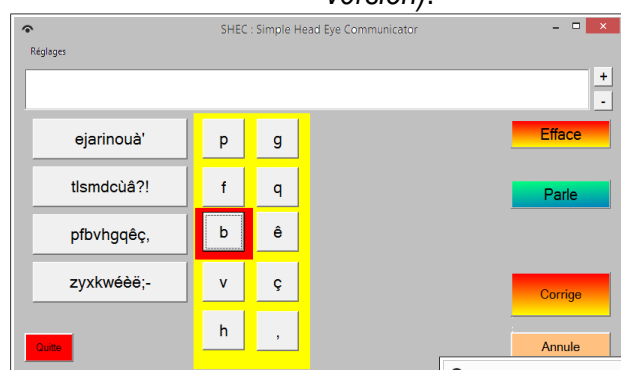 version).
SHEC : Simple Head Eye Communicator
Réglages
+
-
ejarinouà' p g Efface
tlsmdcùâ?! f q Parle
pfbvhgqêç, b ê
zyxkwéèë;- v ç Corrige
h ,
Quitte Annule